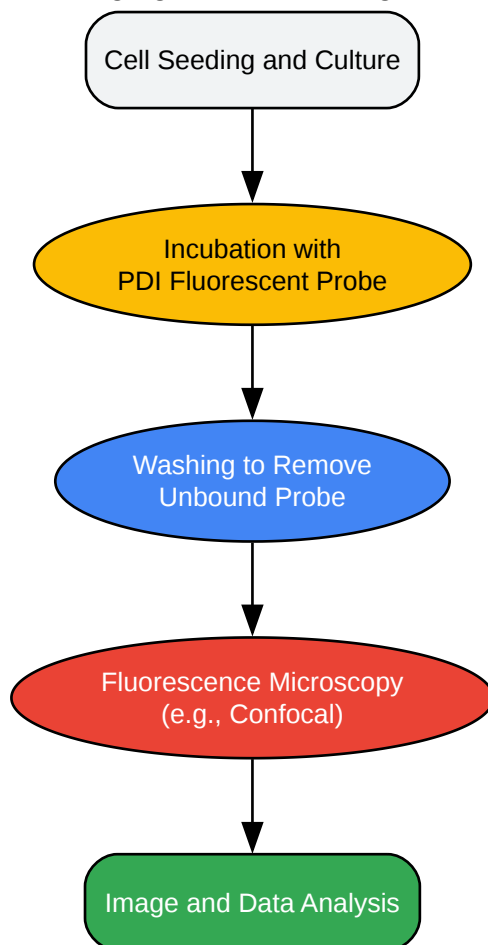 Cell Seeding and Culture
Incubation with
PDI Fluorescent Probe
Washing to Remove
Unbound Probe
Fluorescence Microscopy
(e.g., Confocal)
Image and Data Analysis